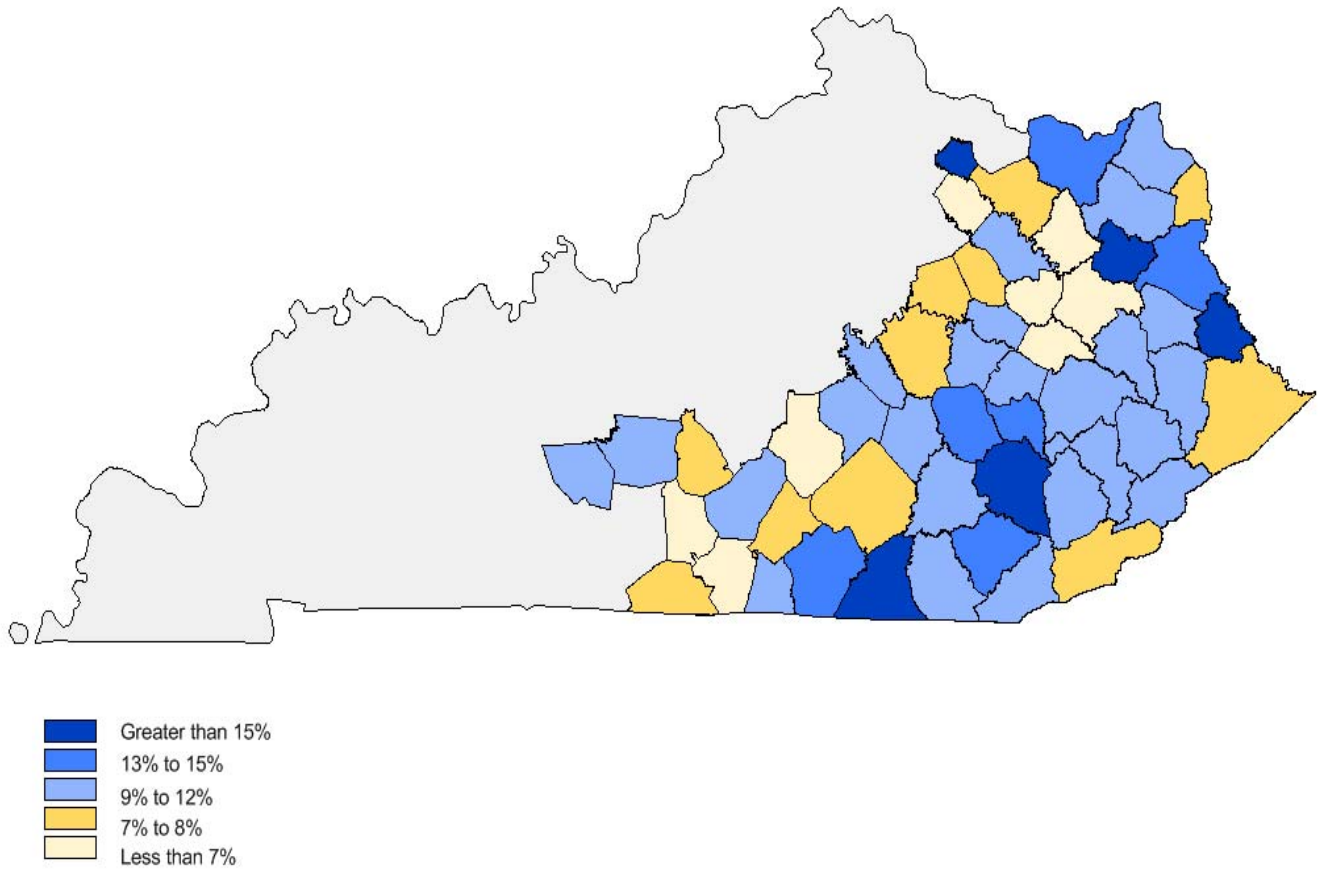 Greater than 15%
13% to 15%
9% to 12%
7% to 8%
Less than 7%